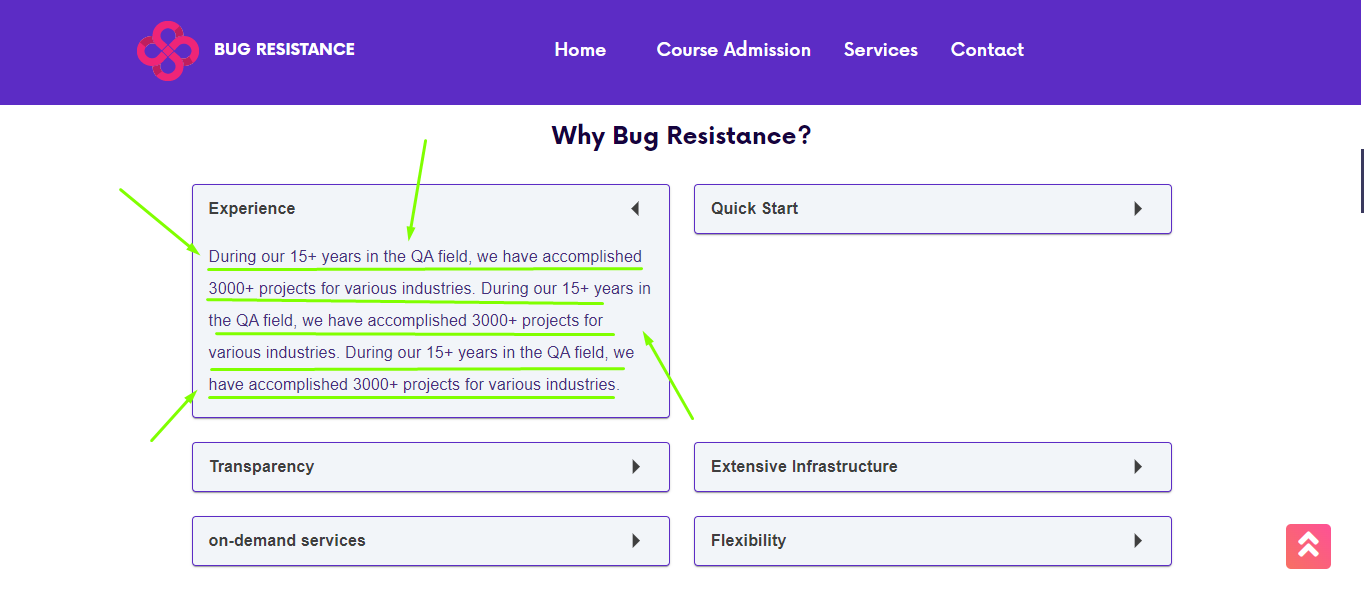 BUG RESISTANCE
Home Course Admission Services Contact
Why Bug Resistance?
Experience
During our 15+ years in the QA field, we have accomplished
3000+ projects for various industries. During our 15+ years in
the QA field, we have accomplished 3000+ projects for
various industries. During our 15+ years in the QA field, we
have accomplished 3000+ projects for various industries.
Quick Start
Transparency
Extensive Infrastructure
on-demand services
Flexibility